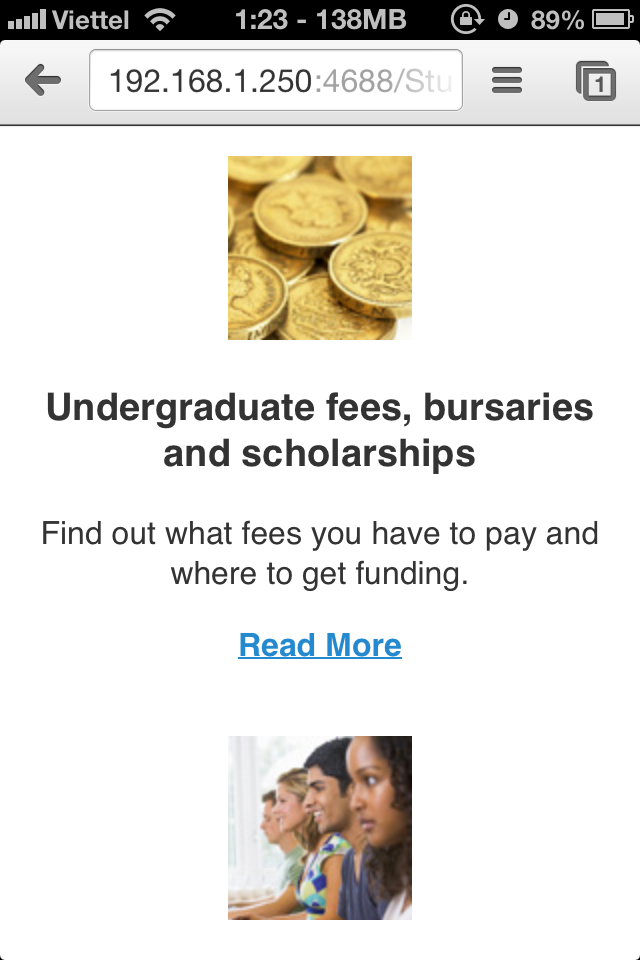 Viettel 1:23 - 138MB 89%
192.168.1.250:4688/Stu 1
Undergraduate fees, bursaries
and scholarships
Find out what fees you have to pay and
where to get funding.
Read More